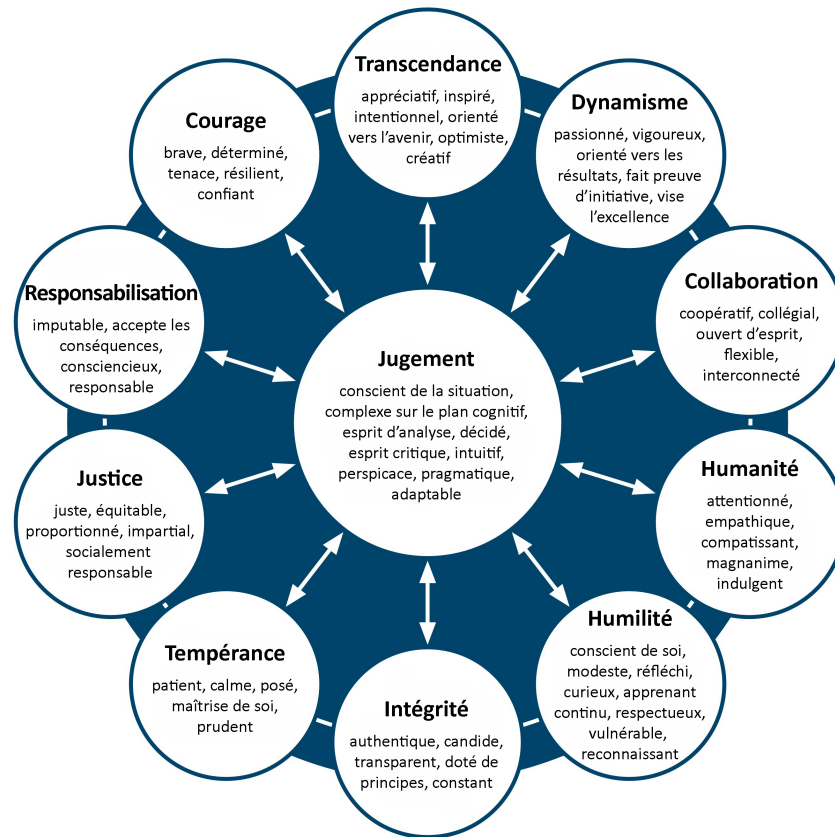 Transcendance
appréciatif, inspiré,
intentionnel, orienté
vers l’avenir, optimiste,
créatif
Dynamisme
passionné, vigoureux,
orienté vers les
résultats, fait preuve
d’initiative, vise
l’excellence
Collaboration
coopératif, collégial,
ouvert d’esprit,
flexible,
interconnecté
Humanité
attentionné,
empathique,
compatissant,
magnanime,
indulgent
Humilité
conscient de soi,
modeste, réfléchi,
curieux, apprenant
continu, respectueux,
vulnérable,
reconnaissant
Intégrité
authentique, candide,
transparent, doté de
principes, constant
Tempérance
patient, calme, posé,
maîtrise de soi,
prudent
Justice
juste, équitable,
proportionné, impartial,
socialement
responsable
Responsabilisation
imputable, accepte les
conséquences,
consciencieux,
responsable
Courage
brave, déterminé,
tenace, résilient,
confiant
Jugement
conscient de la situation,
complexe sur le plan cognitif,
esprit d’analyse, décidé,
esprit critique, intuitif,
perspicace, pragmatique,
adaptable